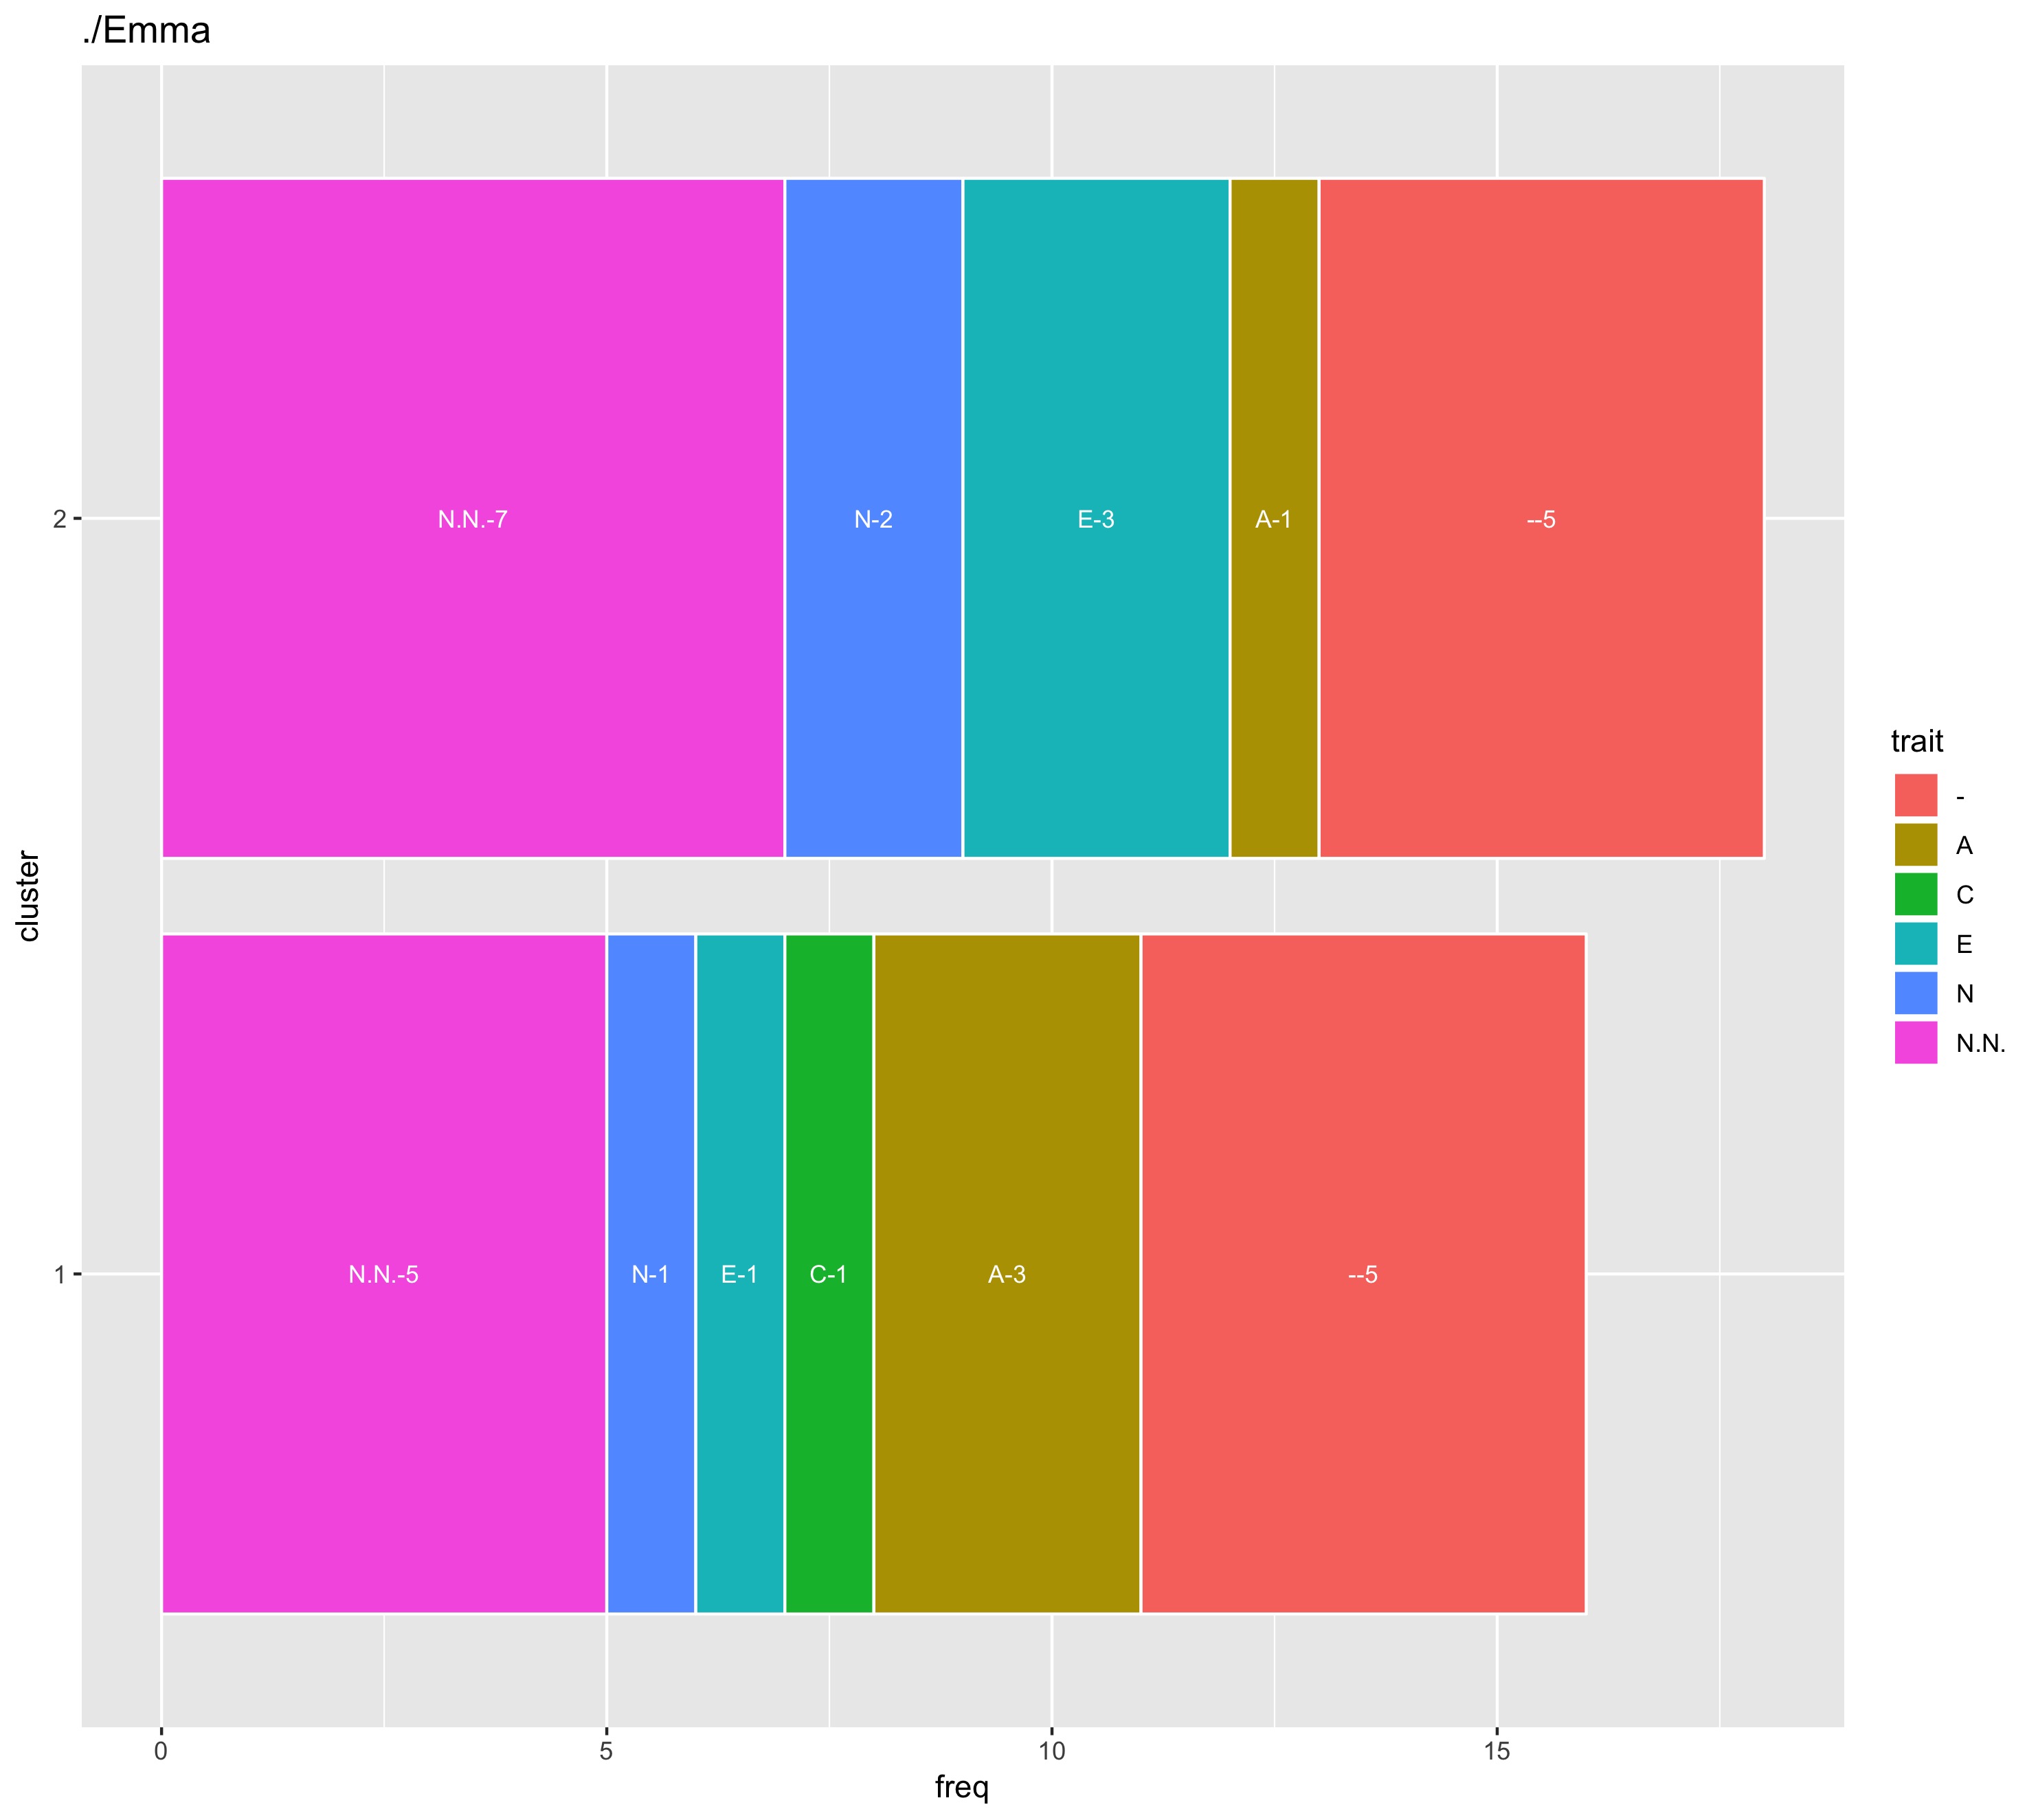 ./Emma
cluster
2
N.N.-7
N-2
E-3
A-1
--5
1
N.N.-5
N-1
E-1
C-1
A-3
--5
0
5
10
15
freq
trait
-
A
C
E
N
N.N.